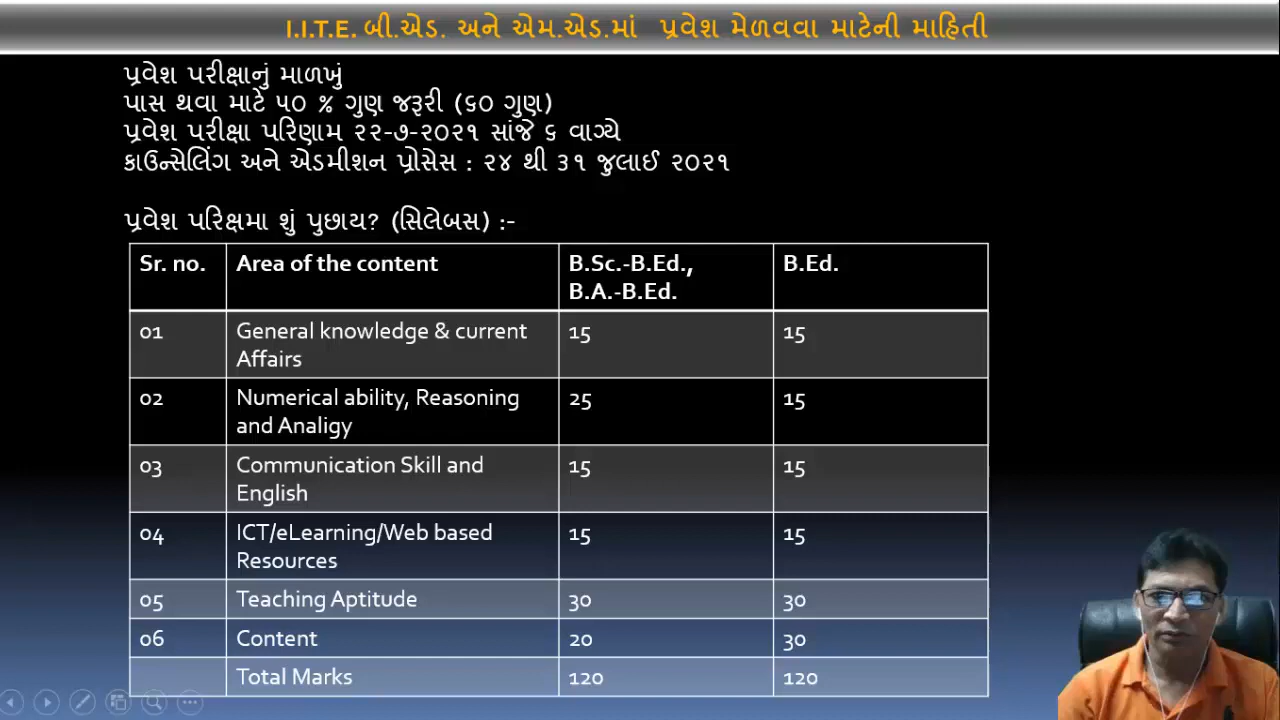 I.I.T.E. બી.એડ. અને એમ.એડ.માં પ્રવેશ મેળવવા માટેની માહિતી
પ્રવેશ પરીક્ષાનું માળખું
પાસ થવા માટે ૫૦ % ગુણ જરૂરી (૬૦ ગુણ)
પ્રવેશ પરીક્ષા પરિણામ ૨૨-૭-૨૦૨૧ સાંજે ૬ વાગ્યે
કાઉન્સેલિંગ અને એડમીશન પ્રોસેસ : ૨૪ થી ૩૧ જુલાઈ ૨૦૨૧
પ્રવેશ પરિક્ષમા શું પુછાય? (સિલેબસ) :-
Sr. no. Area of the content B.Sc.-B.Ed., B.Ed.
B.A.-B.Ed.
01 General knowledge & current 15 15
Affairs
02 Numerical ability, Reasoning 25 15
and Analigy
03 Communication Skill and 15 15
English
04 ICT/eLearning/Web based 15 15
Resources
05 Teaching Aptitude 30 30
06 Content 20 30
Total Marks 120 120